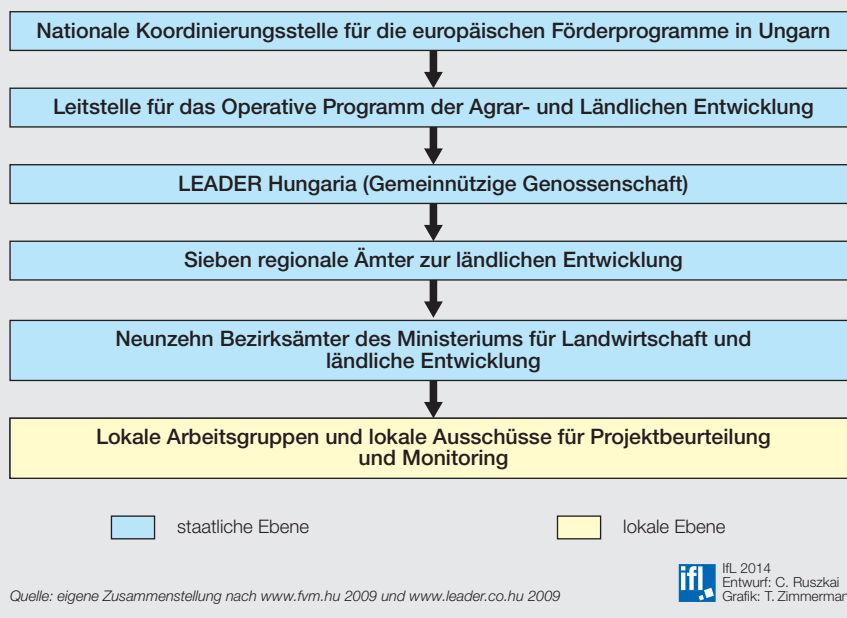 Nationale Koordinierungsstelle für die europäischen Förderprogramme in Ungarn
Leitstelle für das Operative Programm der Agrar- und Ländlichen Entwicklung
LEADER Hungaria (Gemeinnützige Genossenschaft)
Sieben regionale Ämter zur ländlichen Entwicklung
Neunzehn Bezirksämter des Ministeriums für Landwirtschaft und
ländliche Entwicklung
Lokale Arbeitsgruppen und lokale Ausschüsse für Projektbeurteilung
und Monitoring
staatliche Ebene
lokale Ebene
Quelle: eigene Zusammenstellung nach www.fvm.hu 2009 und www.leader.co.hu 2009
ifl
IfL 2014
Entwurf: C. Ruszkai
Grafik: T. Zimmerman